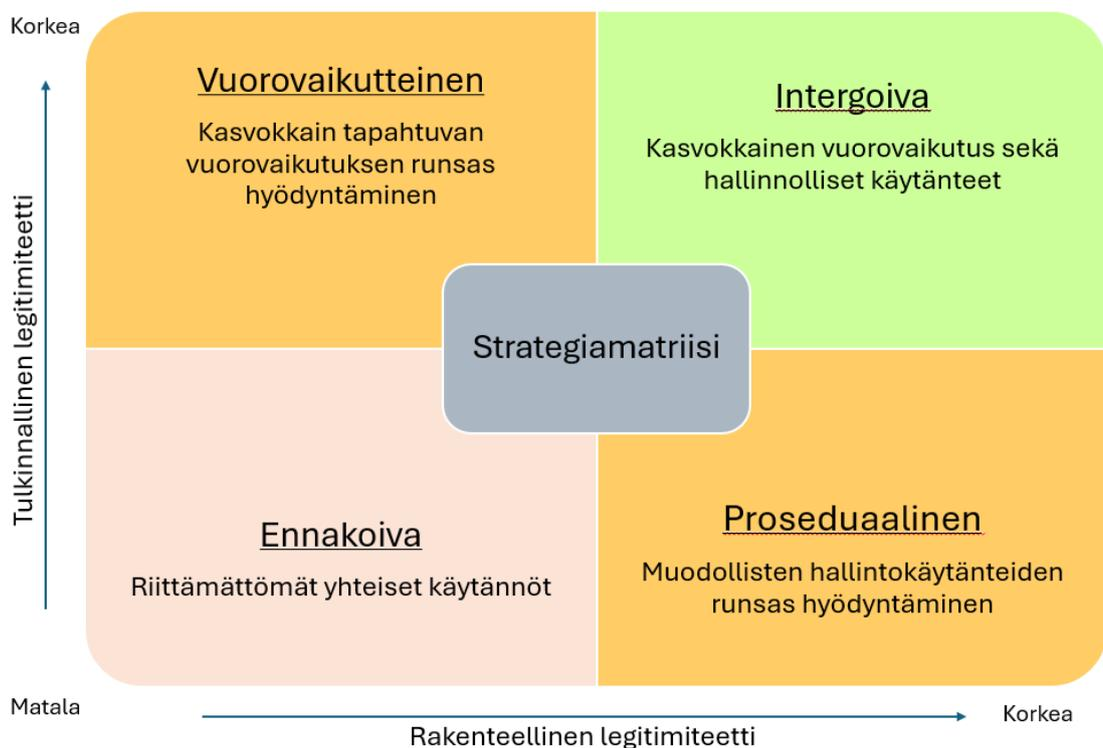 Korkea
Vuorovaikutteinen
Kasvokkain tapahtuvan
vuorovaikutuksen runsas
hyödyntäminen
Intergoiva
Kasvokkainen vuorovaikutus sekä
hallinnolliset käytänteet
Tulkinnallinen legitimiteetti
Strategiamatriisi
Ennakoiva
Riittämättömät yhteiset käytännöt
Proseduaalinen
Muodollisten hallintokäytänteiden
runsas hyödyntäminen
Matala
Korkea
Rakenteellinen legitimiteetti